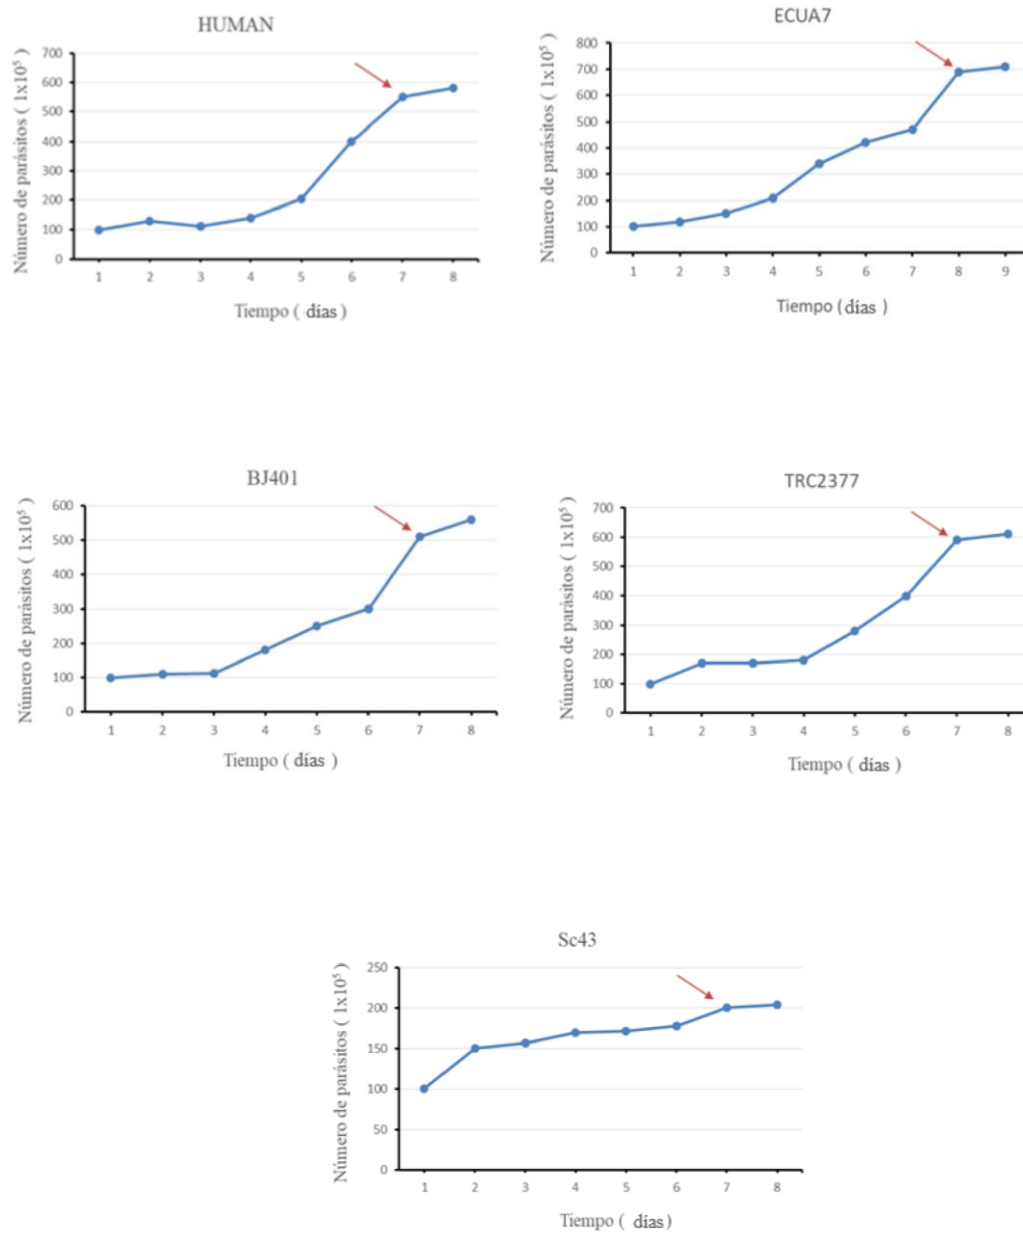 HUMAN
Número de parásitos ( 1x10⁵ )
700
600
500
400
300
200
100
0
1 2 3 4 5 6 7 8
Tiempo ( días )
ECUA7
Número de parásitos ( 1x10⁵ )
800
700
600
500
400
300
200
100
0
1 2 3 4 5 6 7 8 9
Tiempo (días )
BJ401
Número de parásitos ( 1x10⁵ )
600
500
400
300
200
100
0
1 2 3 4 5 6 7 8
Tiempo ( días )
TRC2377
Número de parásitos ( 1x10⁵ )
700
600
500
400
300
200
100
0
1 2 3 4 5 6 7 8
Tiempo ( días )
Sc43
Número de parásitos ( 1x10⁵ )
250
200
150
100
50
0
1 2 3 4 5 6 7 8
Tiempo ( días)